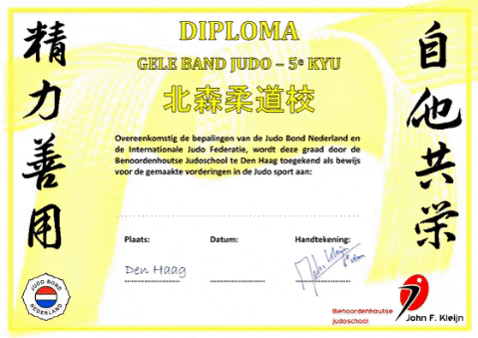 DIPLOMA
GELE BAND JUDO – 5e KYU
北森柔道校
精力善用
自他共栄
Overeenkomstig de bepalingen van de Judo Bond Nederland en
de Internationale Judo Federatie, wordt deze graad door de
Benoordenhoutse Judoschool te Den Haag toegekend als bewijs
voor de gemaakte vorderingen in de Judo sport aan:
Plaats: Datum: Handtekening:
Den Haag
John Kleijn
JUDO BOND
NEDERLAND
Benoordenhoutse
judoschool
John F. Kleijn